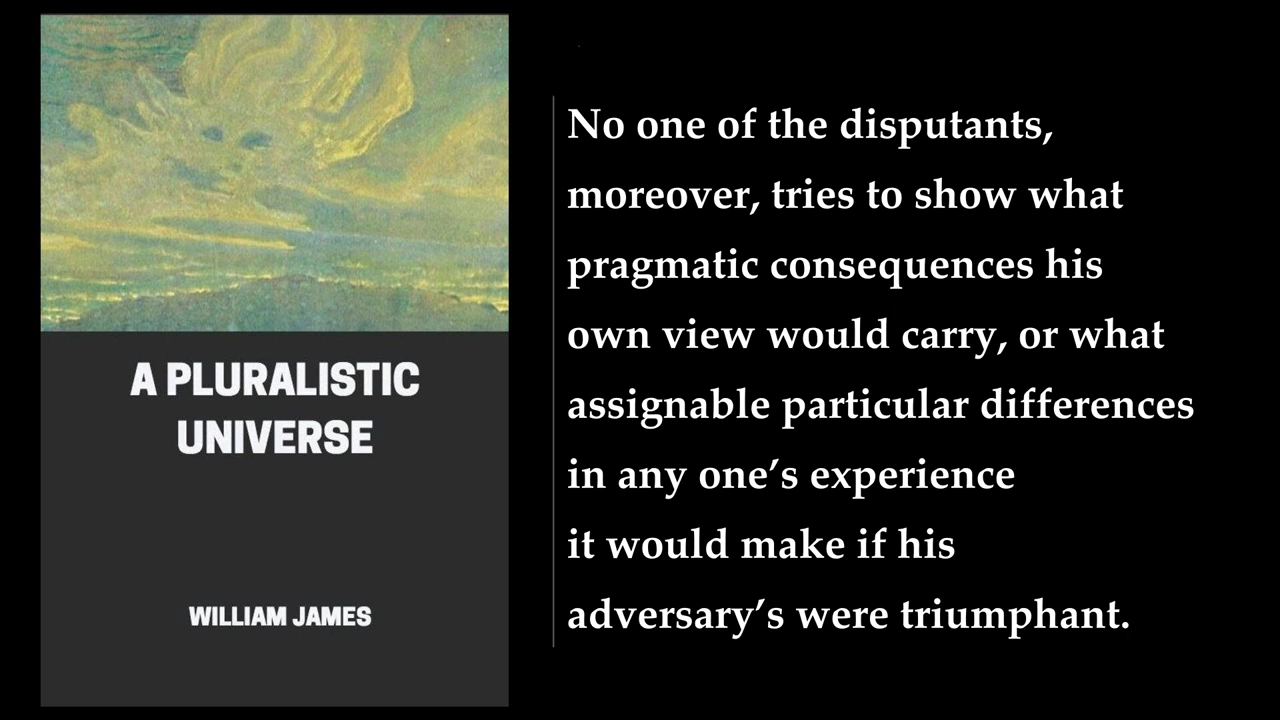 A PLURALISTIC
UNIVERSE
WILLIAM JAMES
No one of the disputants,
moreover, tries to show what
pragmatic consequences his
own view would carry, or what
assignable particular differences
in any one’s experience
it would make if his
adversary’s were triumphant.